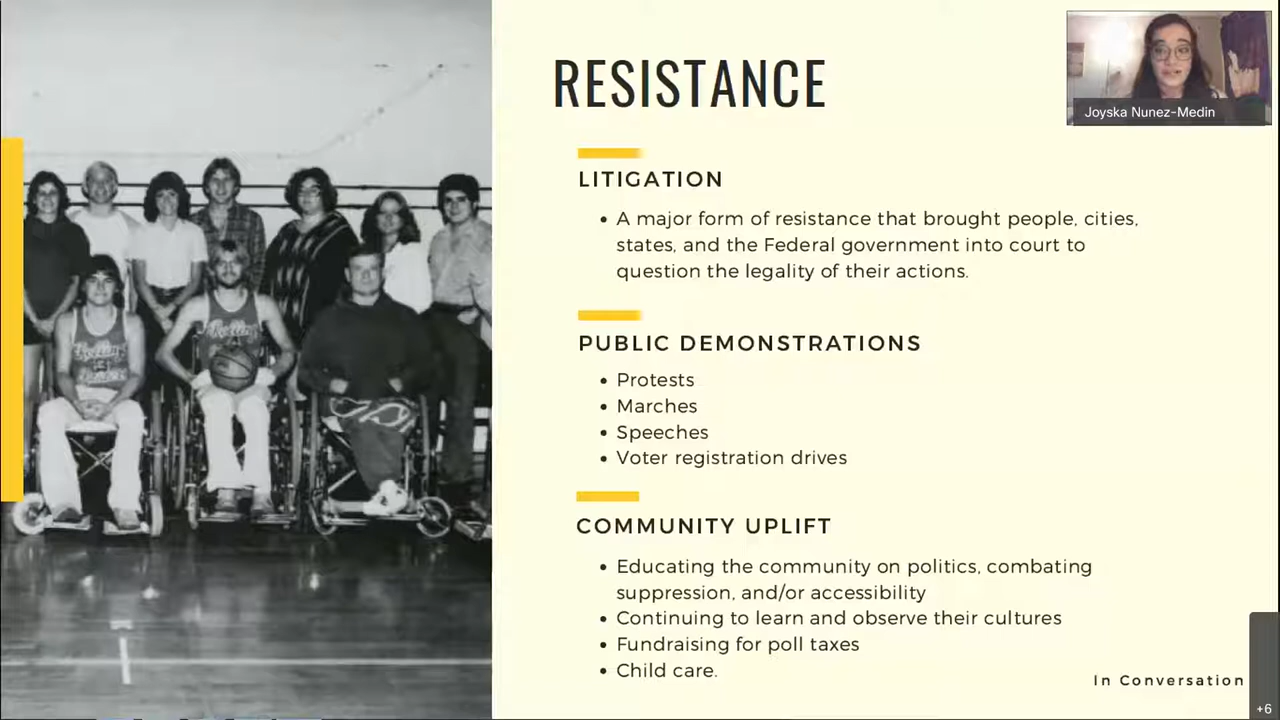 RESISTANCE
Joyska Nunez-Medin
LITIGATION
• A major form of resistance that brought people, cities,
states, and the Federal government into court to
question the legality of their actions.
PUBLIC DEMONSTRATIONS
• Protests
• Marches
• Speeches
• Voter registration drives
COMMUNITY UPLIFT
• Educating the community on politics, combating
suppression, and/or accessibility
• Continuing to learn and observe their cultures
• Fundraising for poll taxes
• Child care.
In Conversation
+6